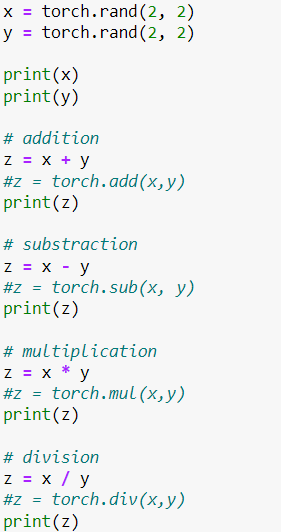 x = torch.rand(2, 2)
y = torch.rand(2, 2)
print(x)
print(y)
# addition
z = x + y
#z = torch.add(x,y)
print(z)
# substraction
z = x - y
#z = torch.sub(x, y)
print(z)
# multiplication
z = x * y
#z = torch.mul(x,y)
print(z)
# division
z = x / y
#z = torch.div(x,y)
print(z)